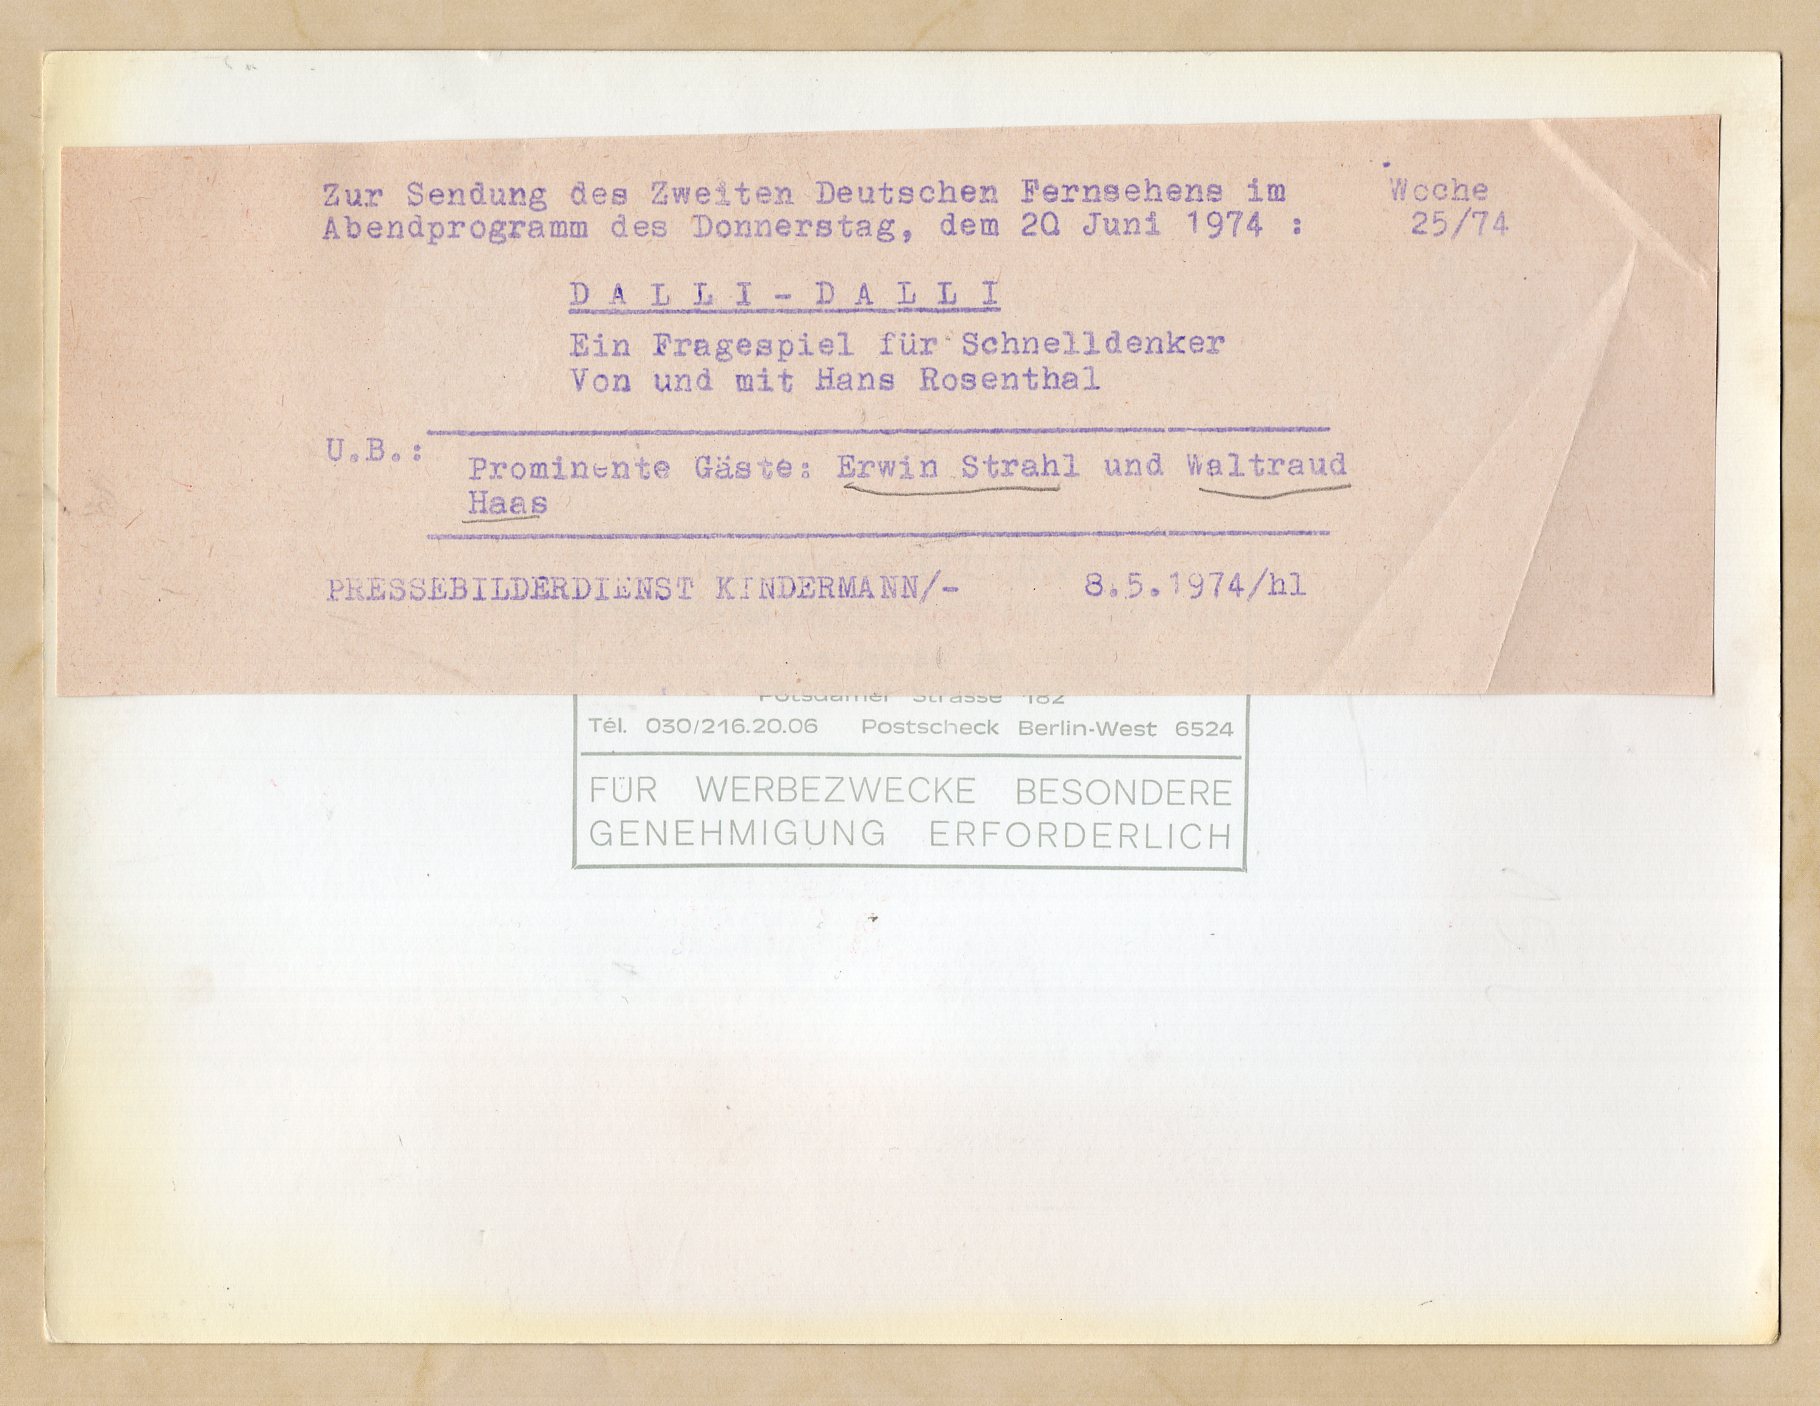 Zur Sendung des Zweiten Deutschen Fernsehens im Woche
Abendprogramm des Donnerstag, dem 20 Juni 1974 : 25/74
DALLI-DALLI
Ein Fragespiel für Schnelldenker
Von und mit Hans Rosenthal
U.B.:
Prominente Gäste: Erwin Strahl und Waltraud
Haas
PRESSEBILDERDIENST KINDERMANN/- 8.5.1974/hl
Potsdamer Strasse 182
Tél. 030/216.20.06 Postscheck Berlin-West 6524
FÜR WERBEZWECKE BESONDERE
GENEHMIGUNG ERFORDERLICH